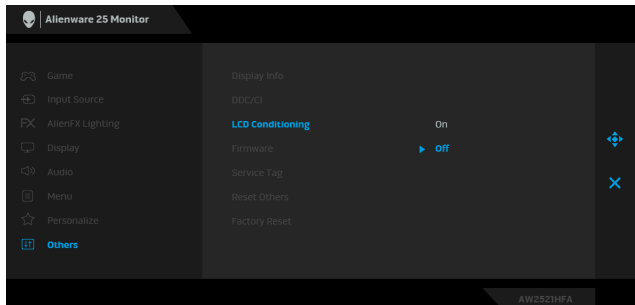 Alienware 25 Monitor
Game
Input Source
AlienFX Lighting
Display
Audio
Menu
Personalize
Others
Display Info
DDC/CI
LCD Conditioning
Firmware
Service Tag
Reset Others
Factory Reset
On
Off
AW2521HFA